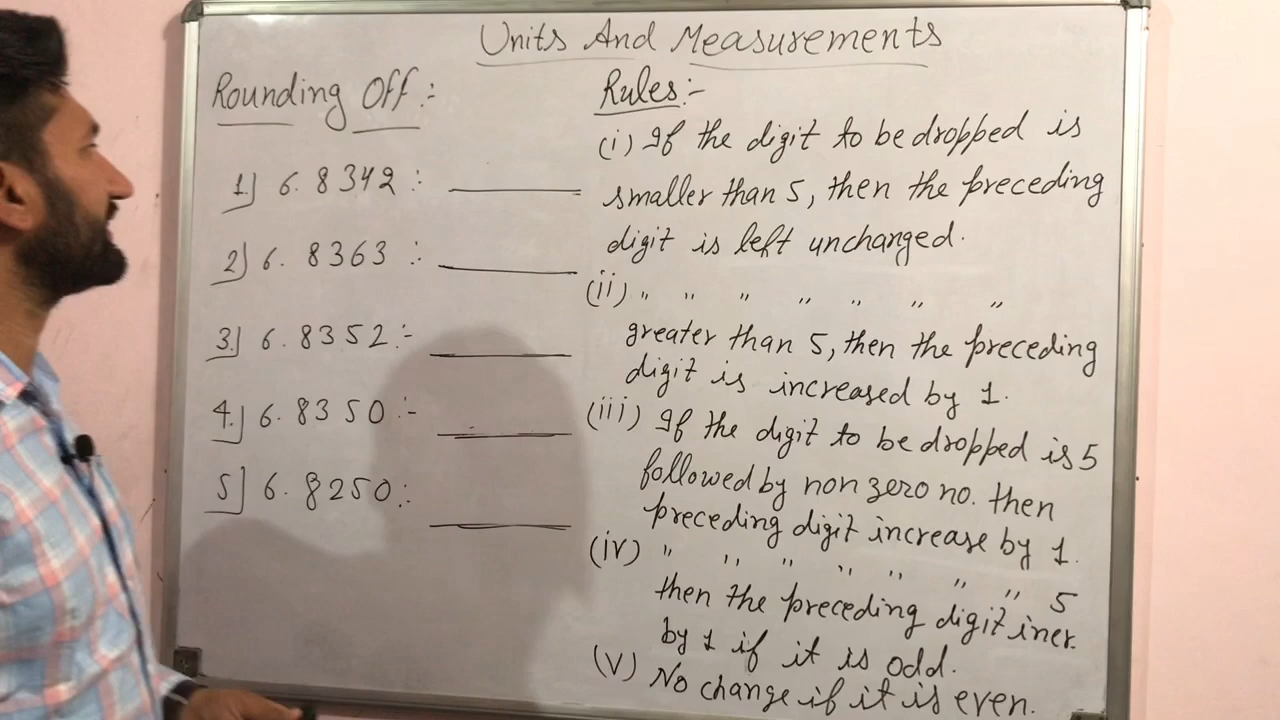 Units And Measurements
Rounding Off :-
1) 6.8342 :-
2) 6.8363 :-
3.) 6.8352 :-
4.) 6.8350 :-
5) 6.8250 :-
Rules:-
(i) If the digit to be dropped is
smaller than 5, then the preceding
digit is left unchanged.
(ii) " " " " " " "
greater than 5, then the preceding
digit is increased by 1.
(iii) If the digit to be dropped is 5
followed by non zero no. then
preceding digit increase by 1.
(iv) " " " " " " " 5
then the preceding digit incr.
by 1 if it is odd.
(v) No change if it is even.